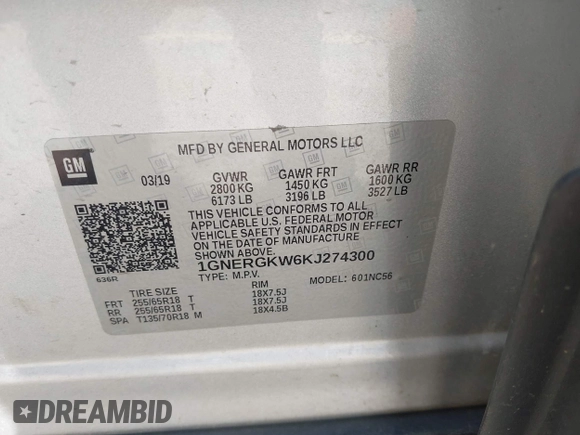 MFD BY GENERAL MOTORS LLC
GM
03/19 GVWR GAWR FRT GAWR RR
2800 KG 1450 KG 1600 KG
6173 LB 3196 LB 3527 LB
THIS VEHICLE CONFORMS TO ALL
APPLICABLE U.S. FEDERAL MOTOR
VEHICLE SAFETY STANDARDS IN EFFECT
ON THE DATE OF MANUFACTURE
SHOWN ABOVE.
1GNERGKW6KJ274300
TYPE: M.P.V. MODEL: 601NC56
636R
TIRE SIZE RIM
FRT 255/65R18 T 18X7.5J
RR 255/65R18 T 18X7.5J
SPA T135/70R18 M 18X4.5B
DREAMBID